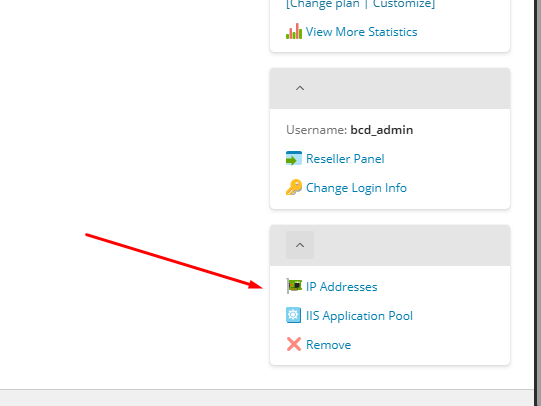 [Change plan | Customize]
View More Statistics
Username: bcd_admin
Reseller Panel
Change Login Info
IP Addresses
IIS Application Pool
Remove